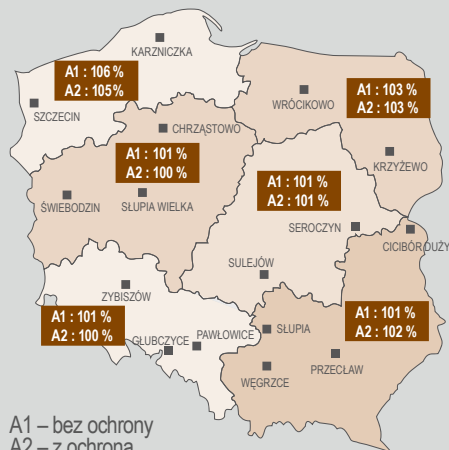 KARZNICZKA
A1 : 106 %
A2 : 105%
SZCZECIN
WRÓCIKOWO
A1 : 103 %
A2 : 103 %
CHRZĄSTOWO
A1 : 101 %
A2 : 100 %
KRZYŻEWO
ŚWIEBODZIN
SŁUPIA WIELKA
A1 : 101 %
A2 : 101 %
SEROCZYN
CICIBÓR DUŻY
SULEJÓW
ZYBISZÓW
A1 : 101 %
A2 : 100 %
GŁUBCZYCE
PAWŁOWICE
SŁUPIA
A1 : 101 %
A2 : 102 %
WĘGRZCE
PRZECŁAW
A1 – bez ochrony
A2 – z ochroną